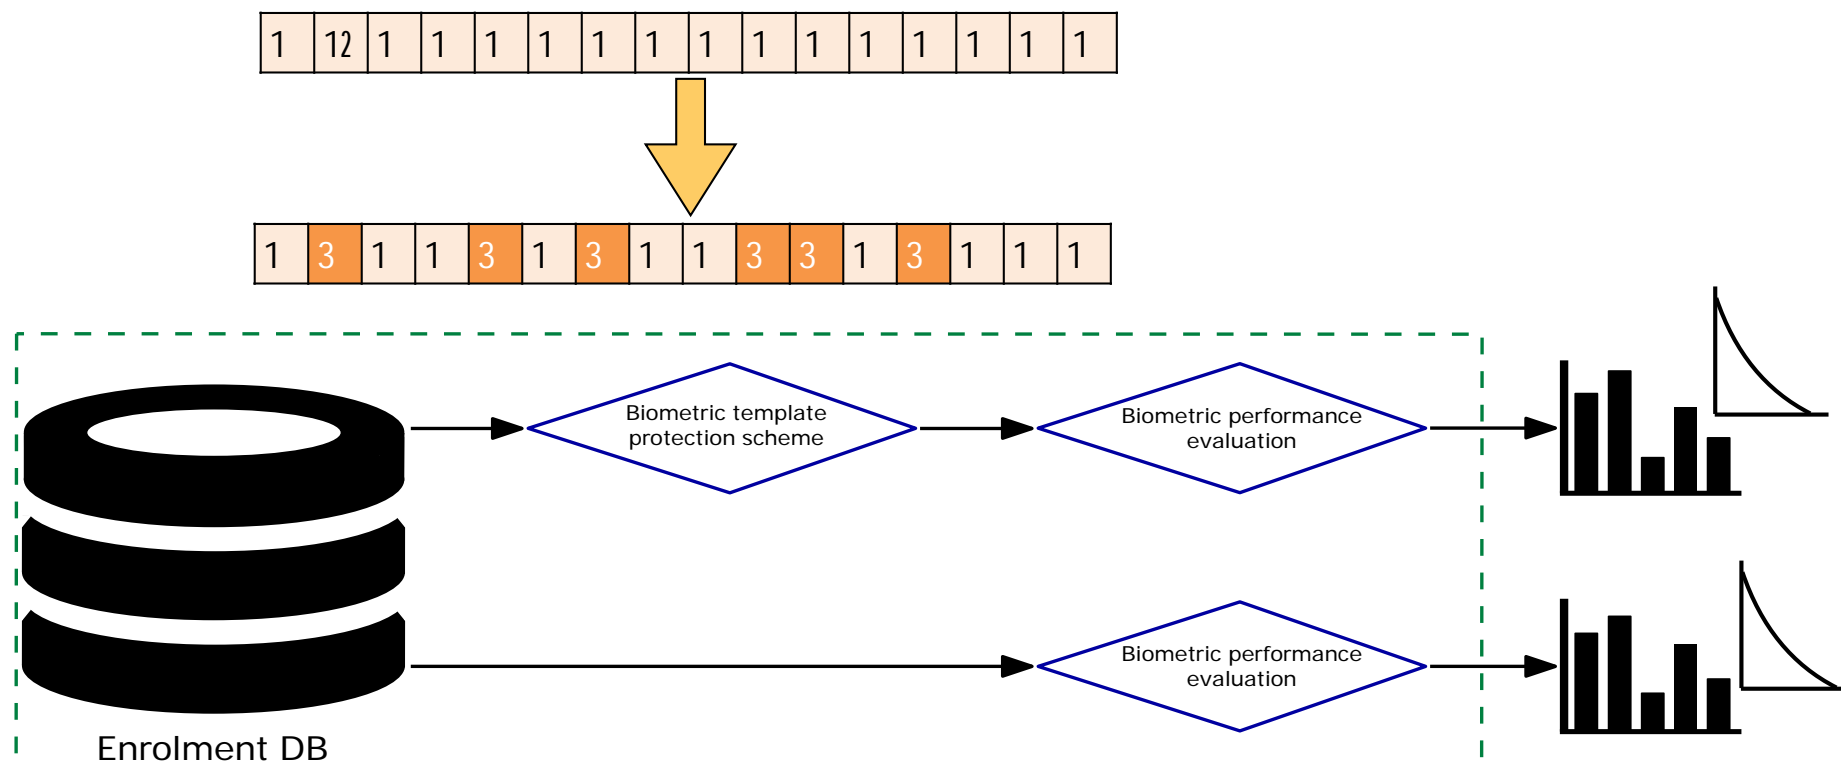 1 12 1 1 1 1 1 1 1 1 1 1 1 1 1 1
1 3 1 1 3 1 3 1 1 3 3 1 3 1 1 1
Biometric template
protection scheme
Biometric performance
evaluation
Biometric performance
evaluation
Enrolment DB